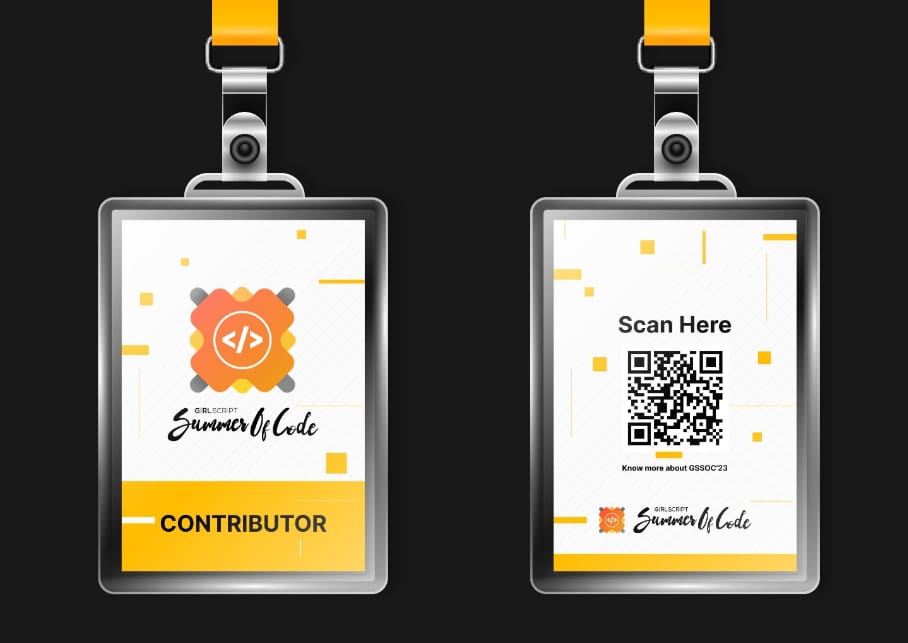 </>
GIRLSCRIPT
Summer Of Code
CONTRIBUTOR
Scan Here
Know more about GSSOC'23
</>
GIRLSCRIPT
Summer Of Code